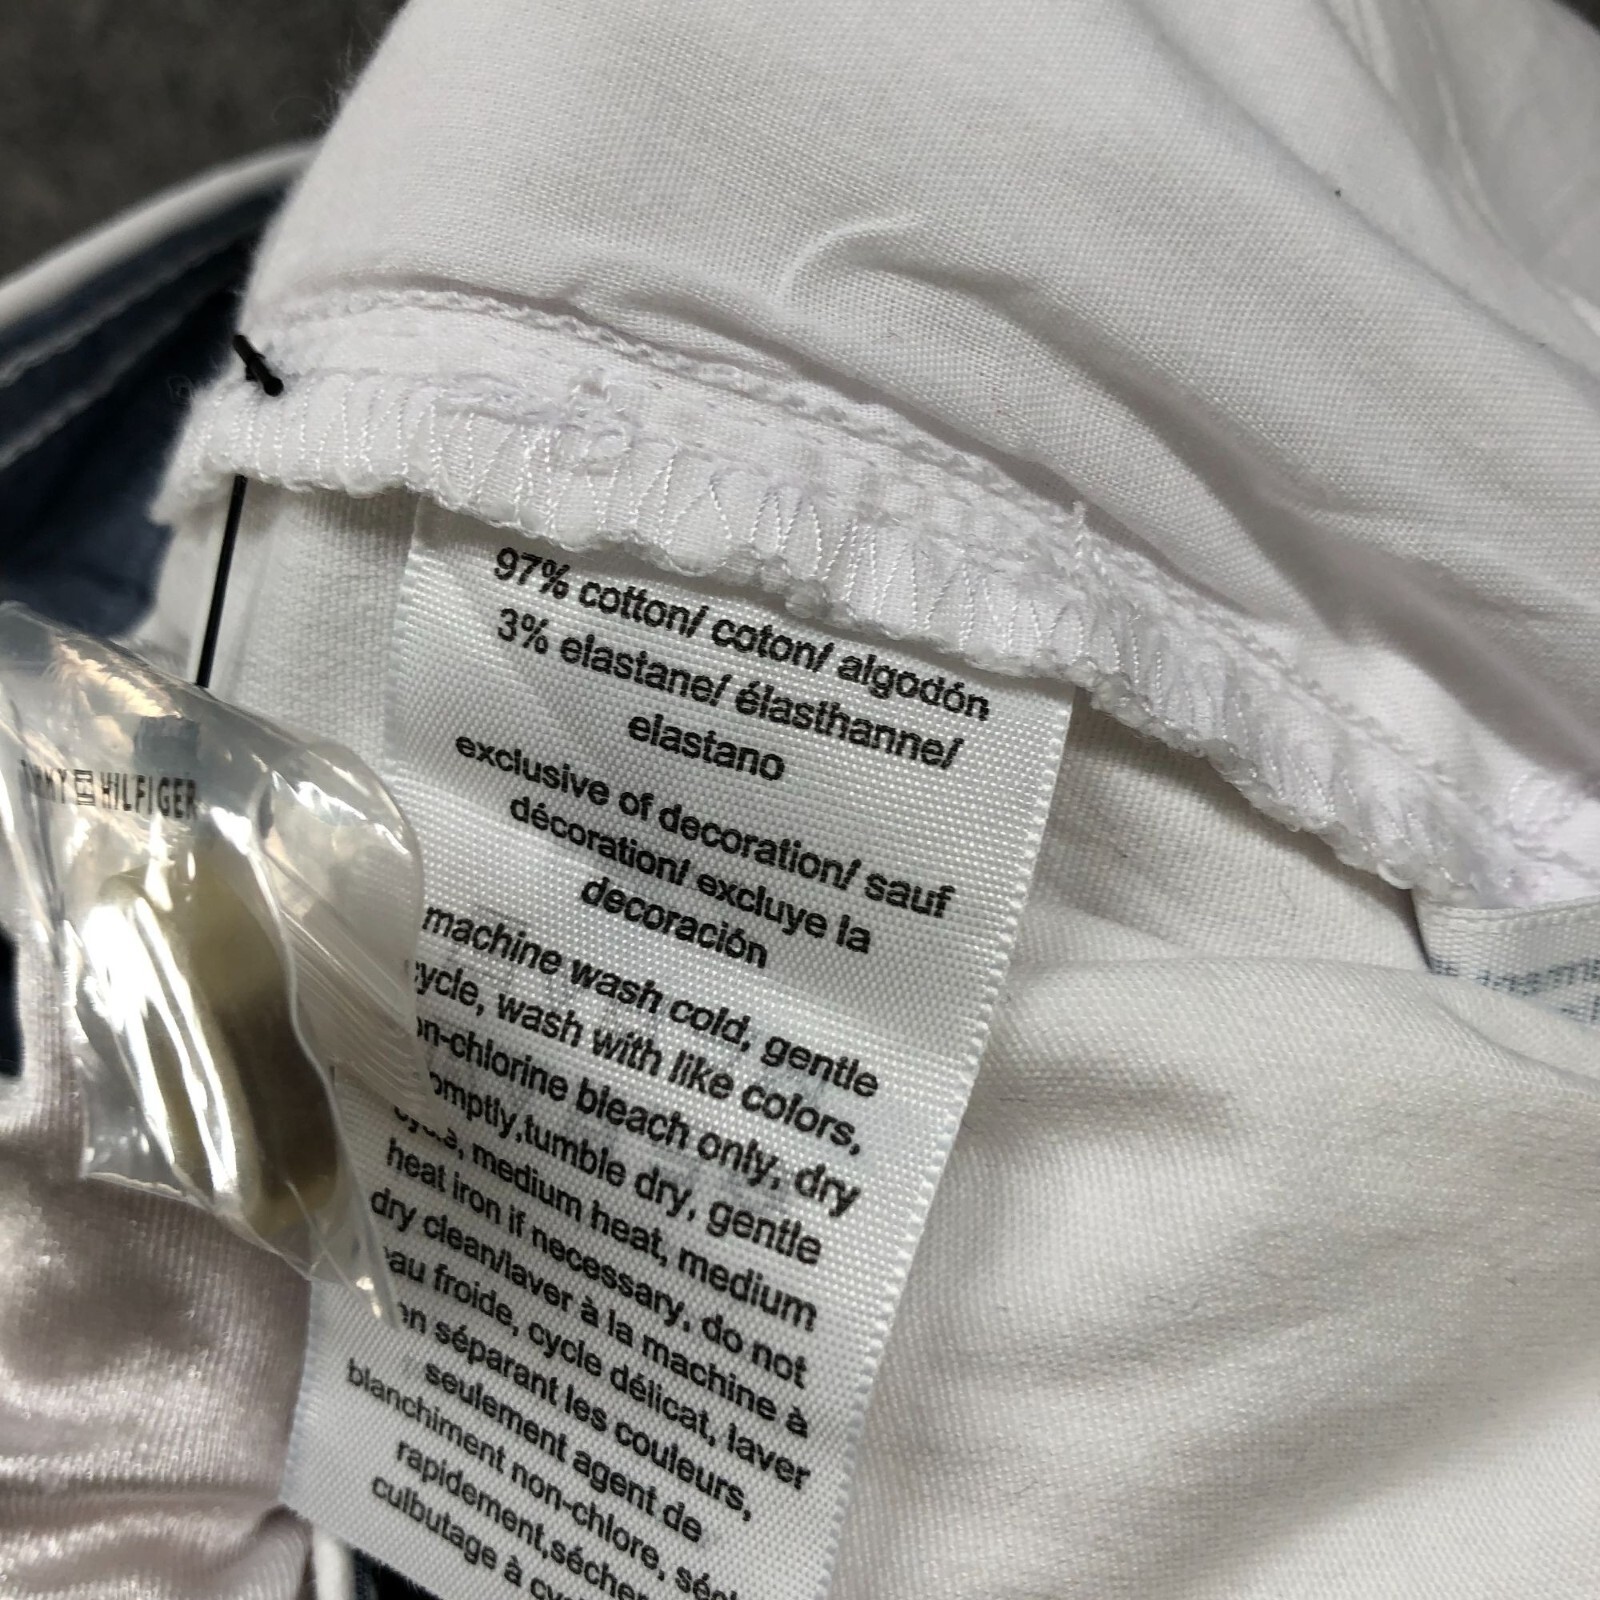 97% cotton/ coton/ algodón
3% elastane/ élasthanne/
elastano
exclusive of decoration/ sauf
décoration/ excluye la
decoración
machine wash cold, gentle
cycle, wash with like colors,
non-chlorine bleach only, dry
promptly,tumble dry, gentle
cycle, medium heat, medium
heat iron if necessary, do not
dry clean/laver à la machine à
eau froide, cycle délicat, laver
en séparant les couleurs,
seulement agent de
blanchiment non-chlore,
rapidement,
culbutage à
HILFIGER